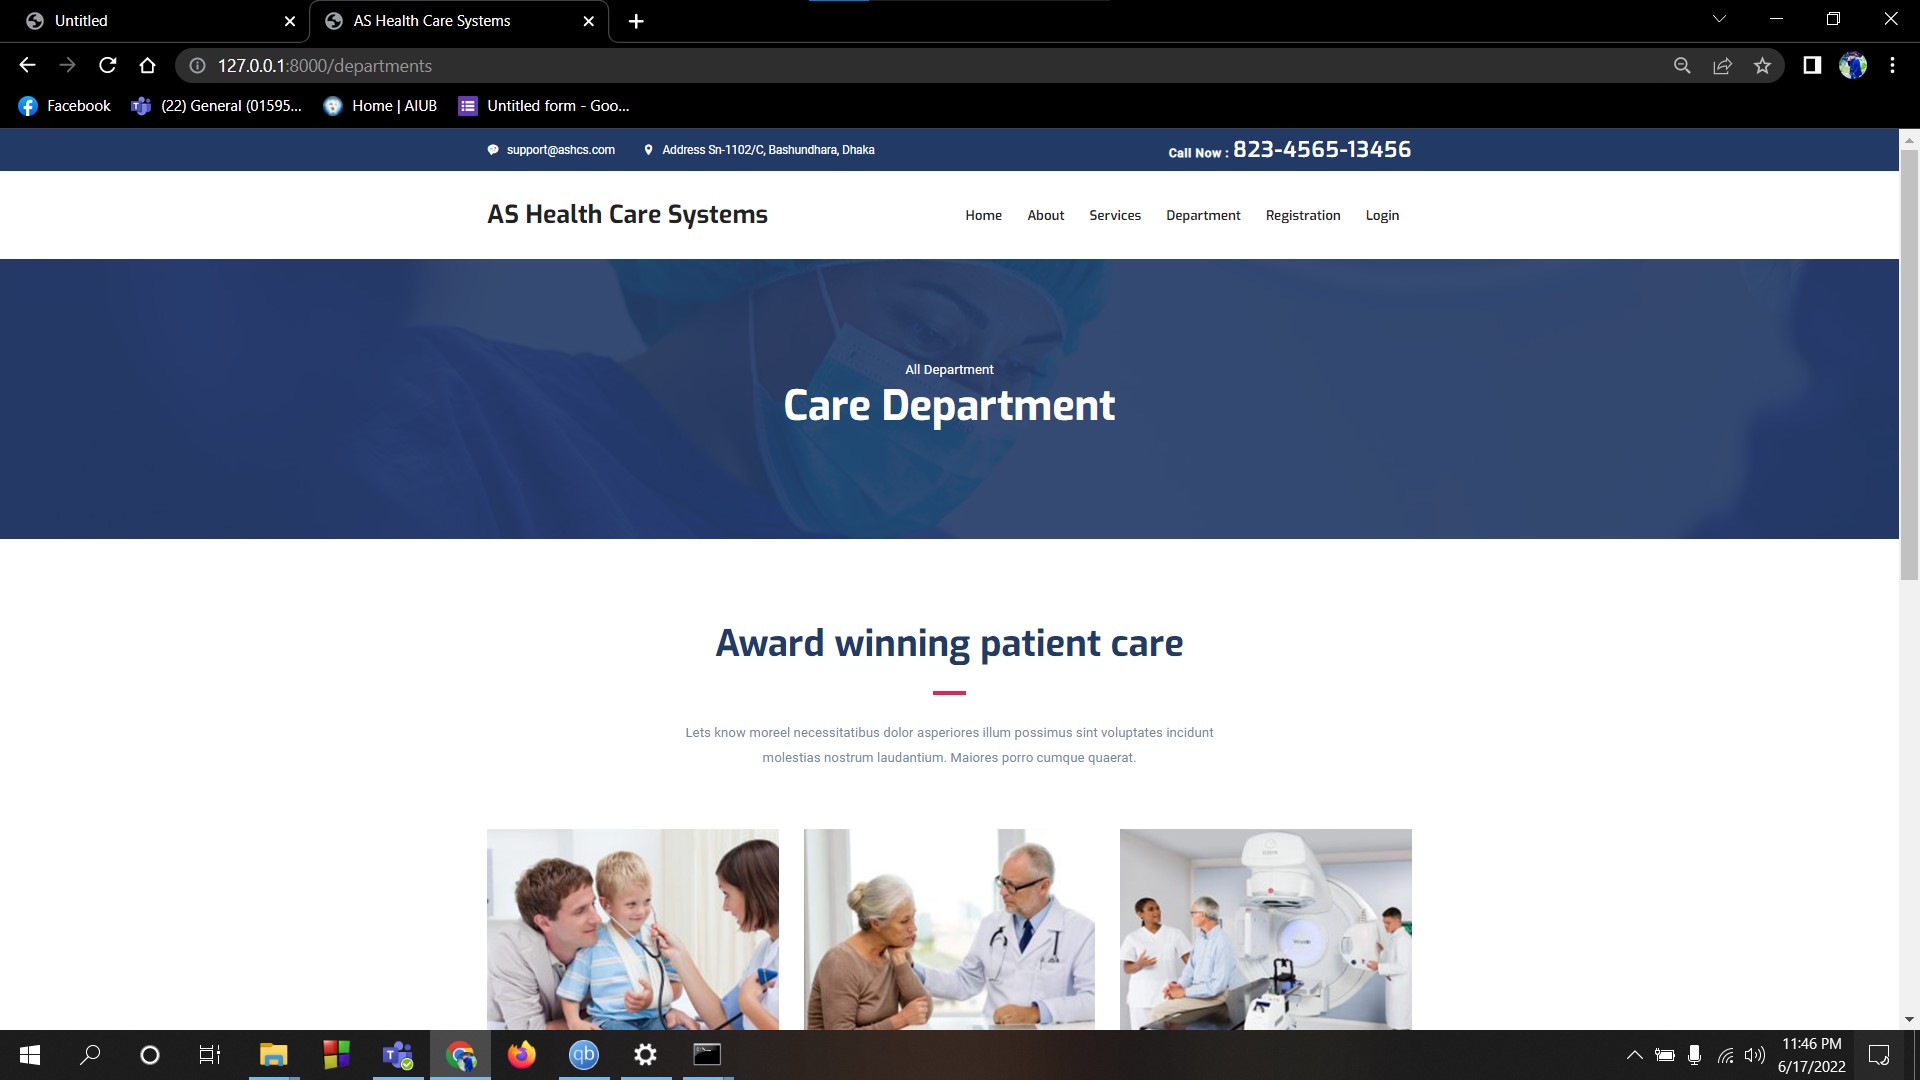 Untitled
AS Health Care Systems
127.0.0.1:8000/departments
Facebook
(22) General (01595...
Home | AIUB
Untitled form - Goo...
support@ashcs.com
Address Sn-1102/C, Bashundhara, Dhaka
Call Now : 823-4565-13456
AS Health Care Systems
Home
About
Services
Department
Registration
Login
All Department
Care Department
Award winning patient care
Lets know moreel necessitatibus dolor asperiores illum possimus sint voluptates incidunt
molestias nostrum laudantium. Maiores porro cumque quaerat.
qb
11:46 PM
6/17/2022